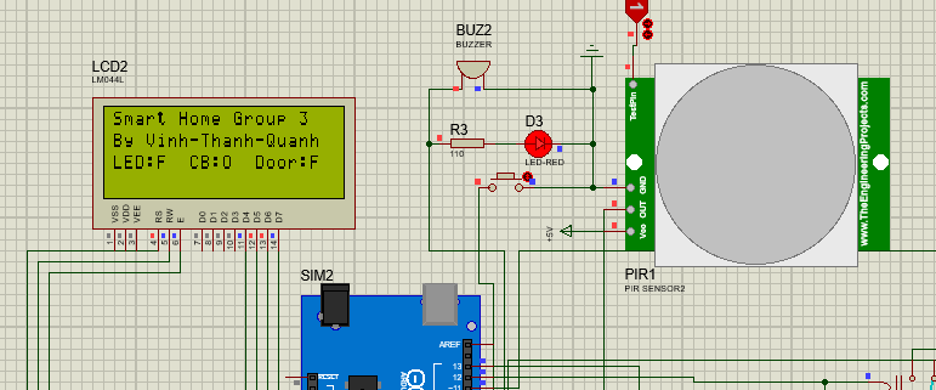 1
BUZ2
BUZZER
LCD2
LM044L
Smart Home Group 3
By Vinh-Thanh-Quanh
LED:F CB:O Door:F
VSS
VDD
VEE
RS
RW
E
D0
D1
D2
D3
D4
D5
D6
D7
1
2
3
4
5
6
7
8
9
10
11
12
13
14
R3
110
D3
LED-RED
TestPin
GND
OUT
Vcc
+5V
www.TheEngineeringProjects.com
PIR1
PIR SENSOR2
SIM2
AREF
RESET
13
12
~11